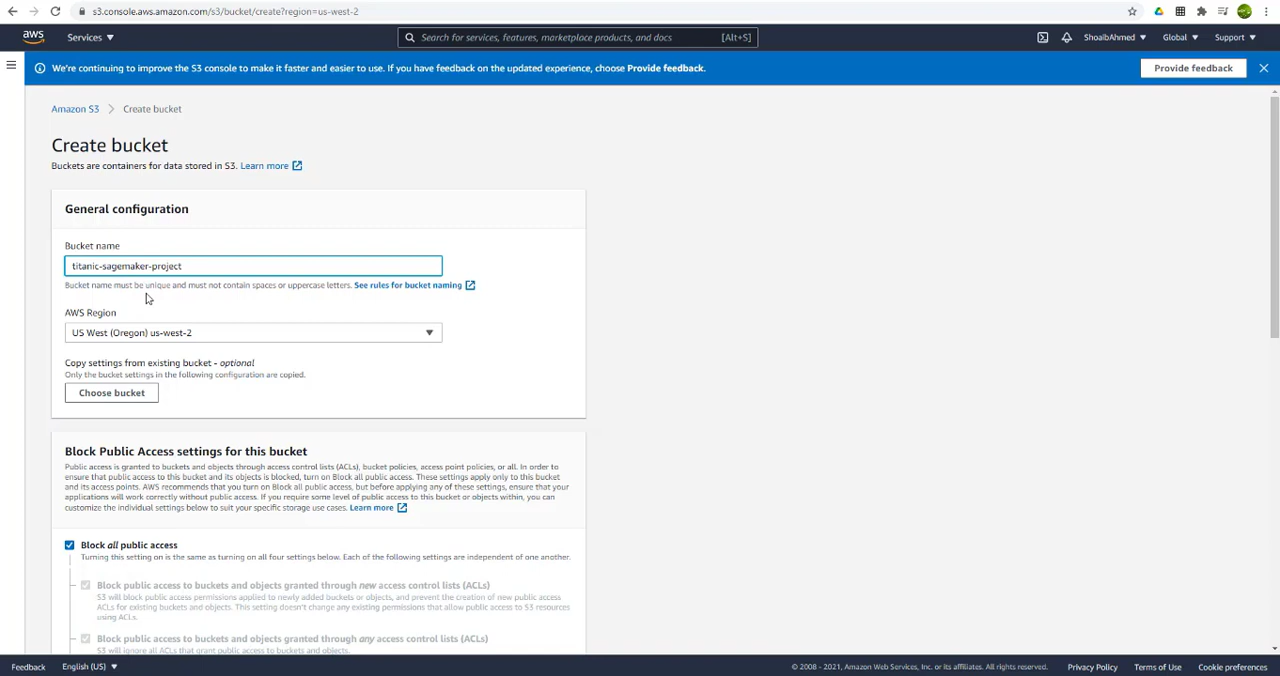 s3.console.aws.amazon.com/s3/bucket/create?region=us-west-2
aws Services Search for services, features, marketplace products, and docs [Alt+S] ShoaibAhmed Global Support
We're continuing to improve the S3 console to make it faster and easier to use. If you have feedback on the updated experience, choose Provide feedback. Provide feedback
Amazon S3 > Create bucket
Create bucket
Buckets are containers for data stored in S3. Learn more
General configuration
Bucket name
titanic-sagemaker-project
Bucket name must be unique and must not contain spaces or uppercase letters. See rules for bucket naming
AWS Region
US West (Oregon) us-west-2
Copy settings from existing bucket - optional
Only the bucket settings in the following configuration are copied.
Choose bucket
Block Public Access settings for this bucket
Public access is granted to buckets and objects through access control lists (ACLs), bucket policies, access point policies, or all. In order to
ensure that public access to this bucket and its objects is blocked, turn on Block all public access. These settings apply only to this bucket
and its access points. AWS recommends that you turn on Block all public access, but before applying any of these settings, ensure that your
applications will work correctly without public access. If you require some level of public access to this bucket or objects within, you can
customize the individual settings below to suit your specific storage use cases. Learn more
Block all public access
Turning this setting on is the same as turning on all four settings below. Each of the following settings are independent of one another.
Block public access to buckets and objects granted through new access control lists (ACLs)
S3 will block public access permissions applied to newly added buckets or objects, and prevent the creation of new public access
ACLs for existing buckets and objects. This setting doesn't change any existing permissions that allow public access to S3 resources
using ACLs.
Block public access to buckets and objects granted through any access control lists (ACLs)
S3 will ignore all ACLs that grant public access to buckets and objects.
Feedback English (US) © 2008 - 2021, Amazon Web Services, Inc. or its affiliates. All rights reserved. Privacy Policy Terms of Use Cookie preferences